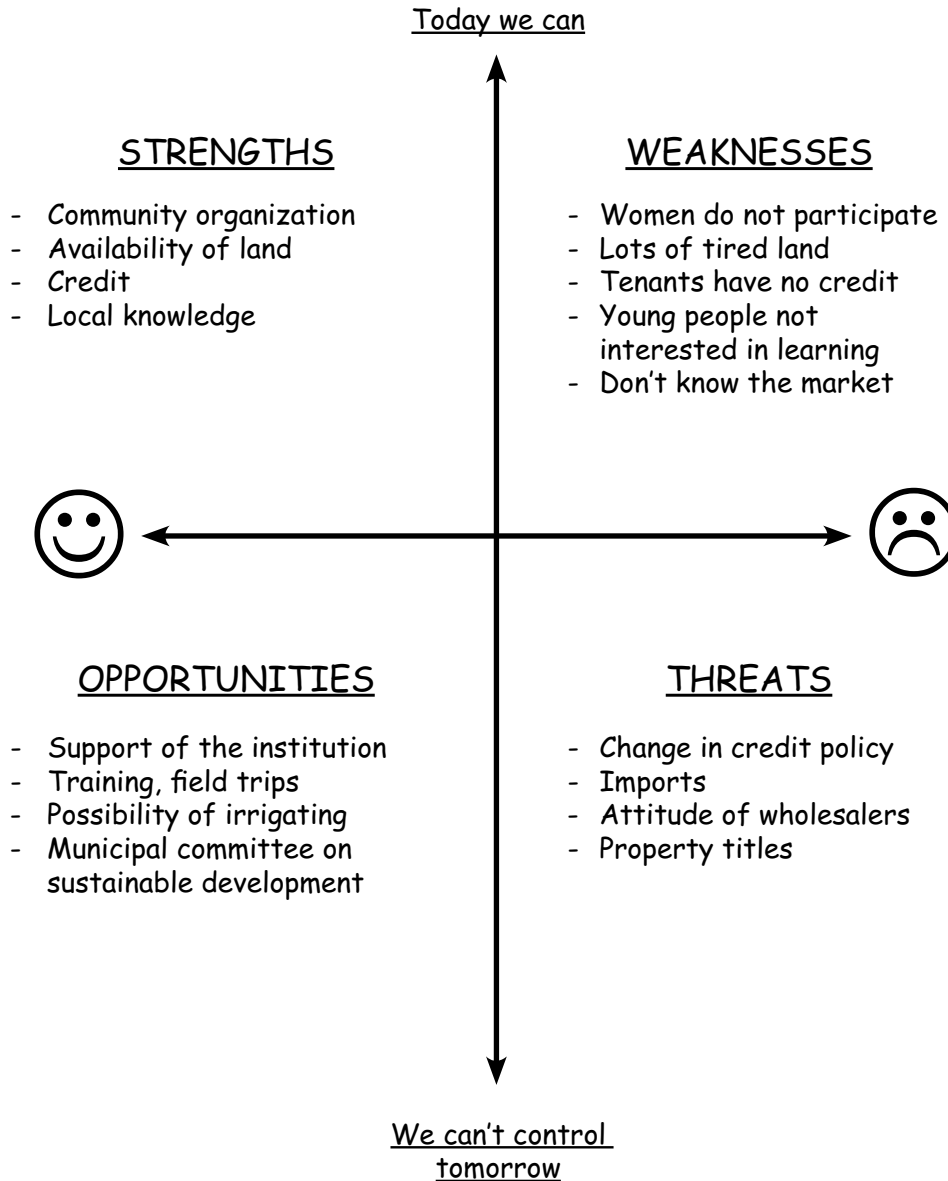 Today we can
STRENGTHS
- Community organization
- Availability of land
- Credit
- Local knowledge
WEAKNESSES
- Women do not participate
- Lots of tired land
- Tenants have no credit
- Young people not
interested in learning
- Don't know the market
OPPORTUNITIES
- Support of the institution
- Training, field trips
- Possibility of irrigating
- Municipal committee on
sustainable development
THREATS
- Change in credit policy
- Imports
- Attitude of wholesalers
- Property titles
We can't control
tomorrow